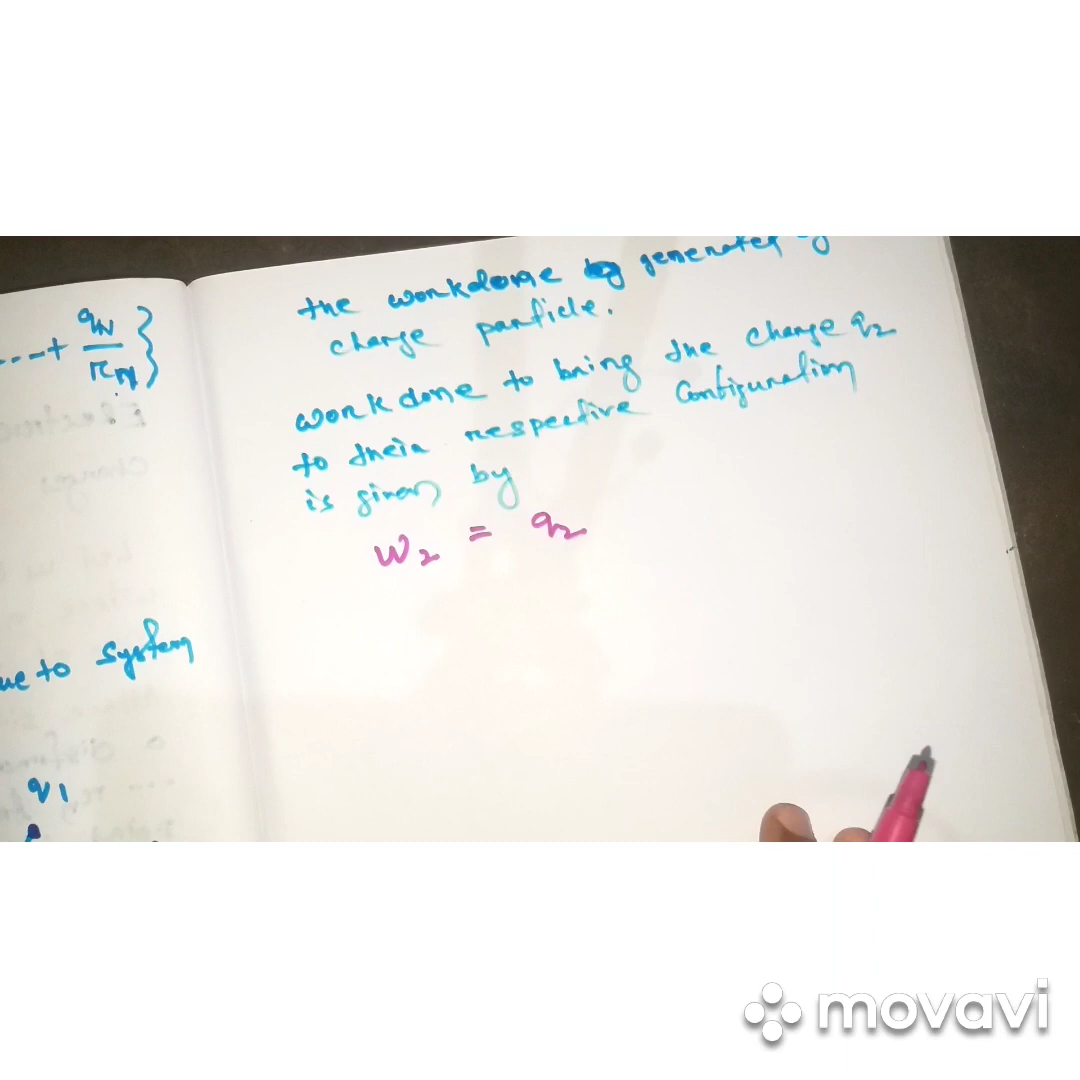 ...+ qN/rN }
ue to system
q1
the workdone generated by
charge particle.
work done to bring the charge q2
to their respective configuration
is given by
W2 = q2
movavi